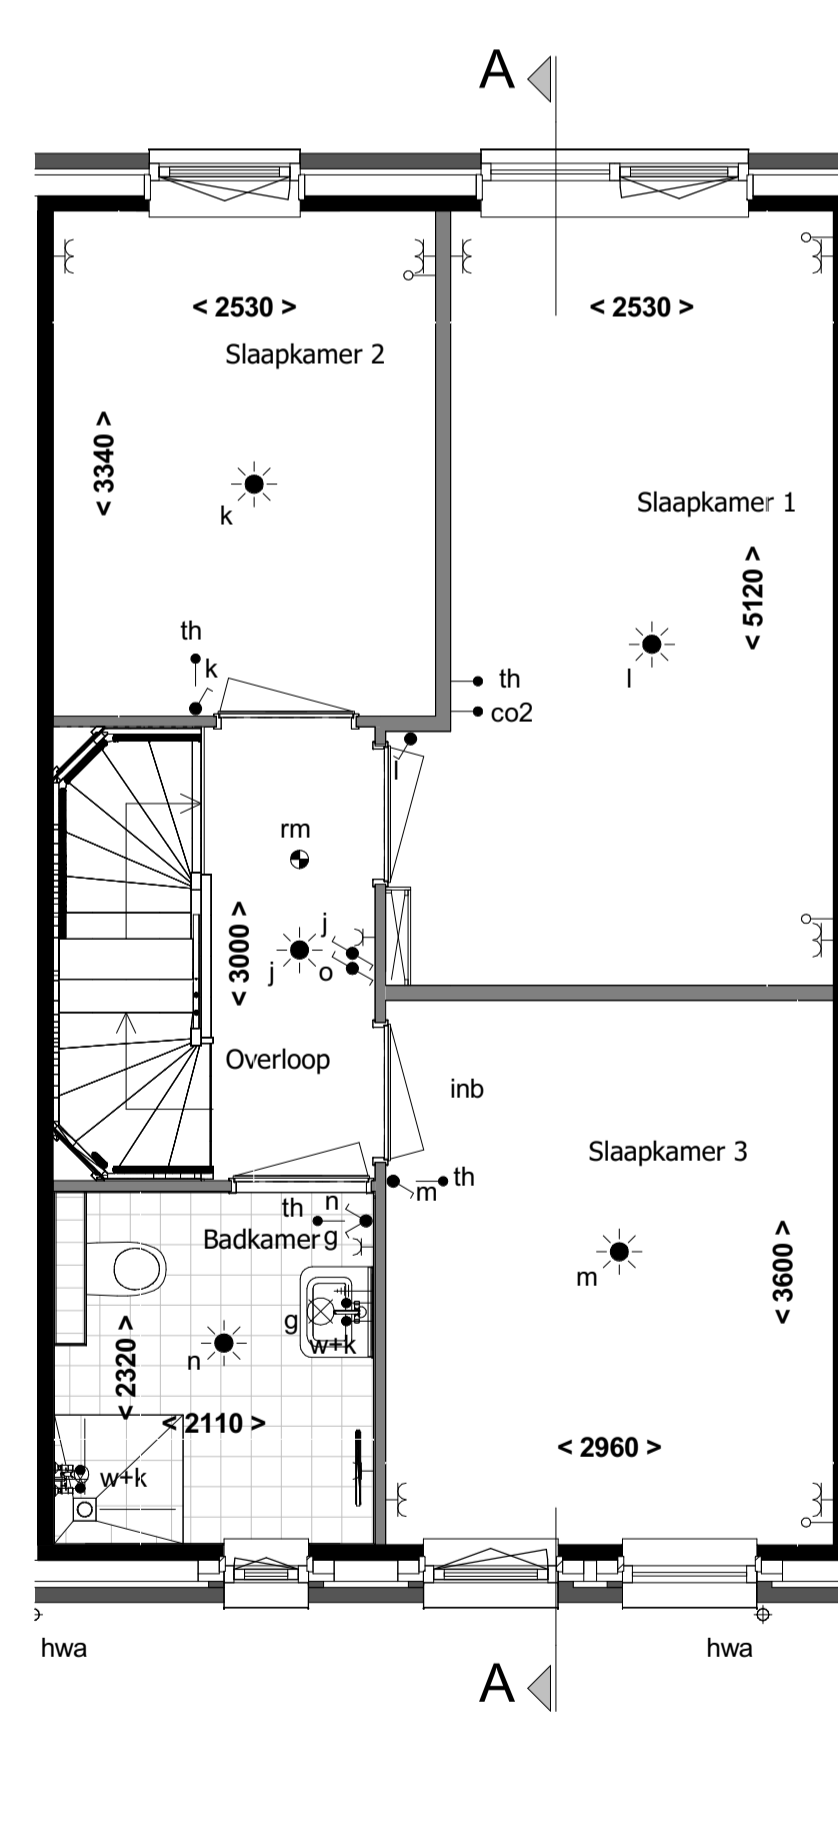 A
< 2530 >
< 2530 >
Slaapkamer 2
< 3340 >
k
Slaapkamer 1
< 5120 >
l
th
k
th
co2
l
rm
< 3000 >
j
j
o
Overloop
inb
Slaapkamer 3
m
th
th
n
Badkamer
g
m
< 3600 >
g
w+k
n
< 2320 >
< 2110 >
< 2960 >
w+k
hwa
hwa
A